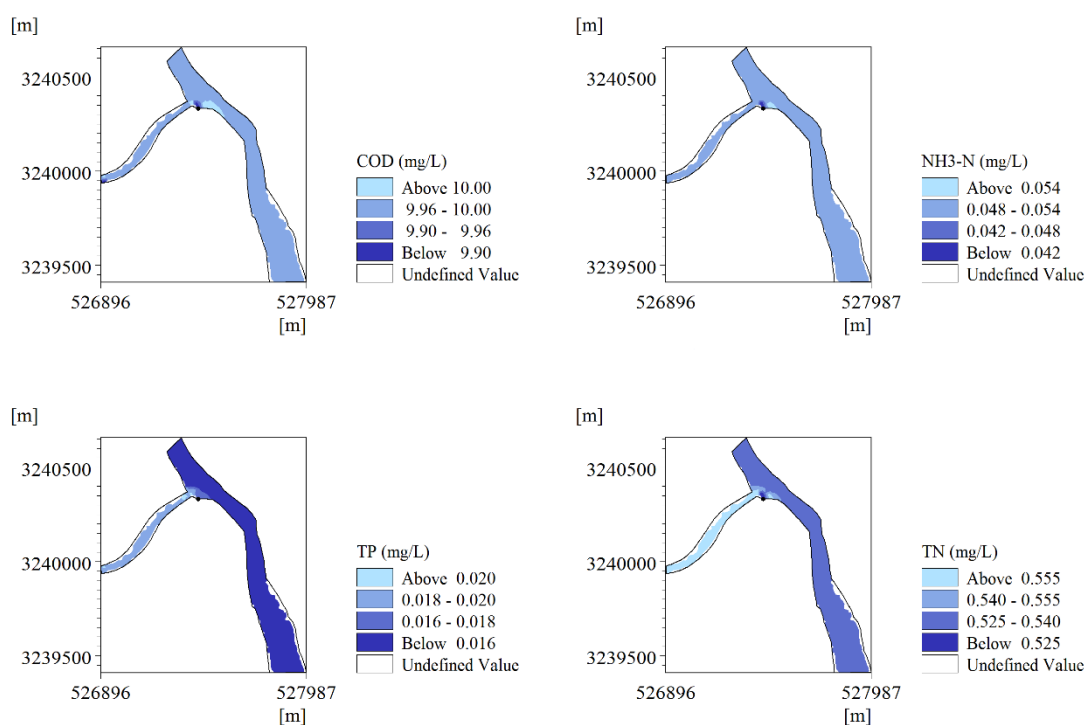 [m]
3240500
3240000
3239500
526896 527987
[m]
COD (mg/L)
Above 10.00
9.96 - 10.00
9.90 - 9.96
Below 9.90
Undefined Value
[m]
3240500
3240000
3239500
526896 527987
[m]
NH3-N (mg/L)
Above 0.054
0.048 - 0.054
0.042 - 0.048
Below 0.042
Undefined Value
[m]
3240500
3240000
3239500
526896 527987
[m]
TP (mg/L)
Above 0.020
0.018 - 0.020
0.016 - 0.018
Below 0.016
Undefined Value
[m]
3240500
3240000
3239500
526896 527987
[m]
TN (mg/L)
Above 0.555
0.540 - 0.555
0.525 - 0.540
Below 0.525
Undefined Value